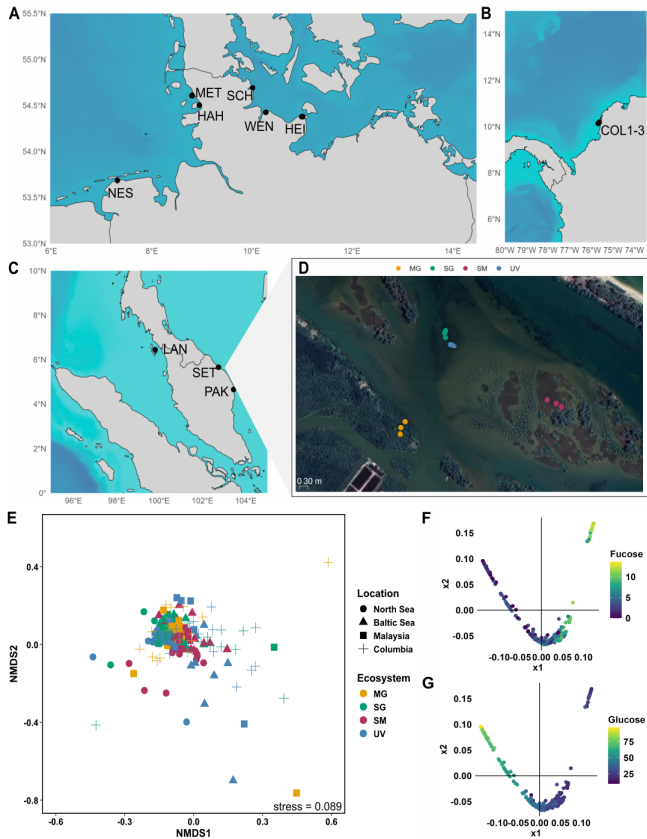 A
55.5°N
55.0°N
54.5°N
54.0°N
53.5°N
53.0°N
6°E
8°E
10°E
12°E
14°E
MET
HAH
SCH
WEN
HEI
NES
B
14°N
12°N
10°N
8°N
6°N
80°W 79°W 78°W 77°W 76°W 75°W 74°W
COL1-3
C
10°N
8°N
6°N
4°N
2°N
0°
96°E
98°E
100°E
102°E
104°E
LAN
SET
PAK
D
MG SG SM UV
0 30 m
E
NMDS2
0.4
0.0
-0.4
-0.8
-0.6
-0.3
0.0
0.3
0.6
NMDS1
stress = 0.089
Location
North Sea
Baltic Sea
Malaysia
Columbia
Ecosystem
MG
SG
SM
UV
F
x2
0.15
0.10
0.05
0.00
-0.05
-0.10 -0.05 0.00 0.05 0.10
x1
Fucose
10
5
0
G
x2
0.15
0.10
0.05
0.00
-0.05
-0.10 -0.05 0.00 0.05 0.10
x1
Glucose
75
50
25